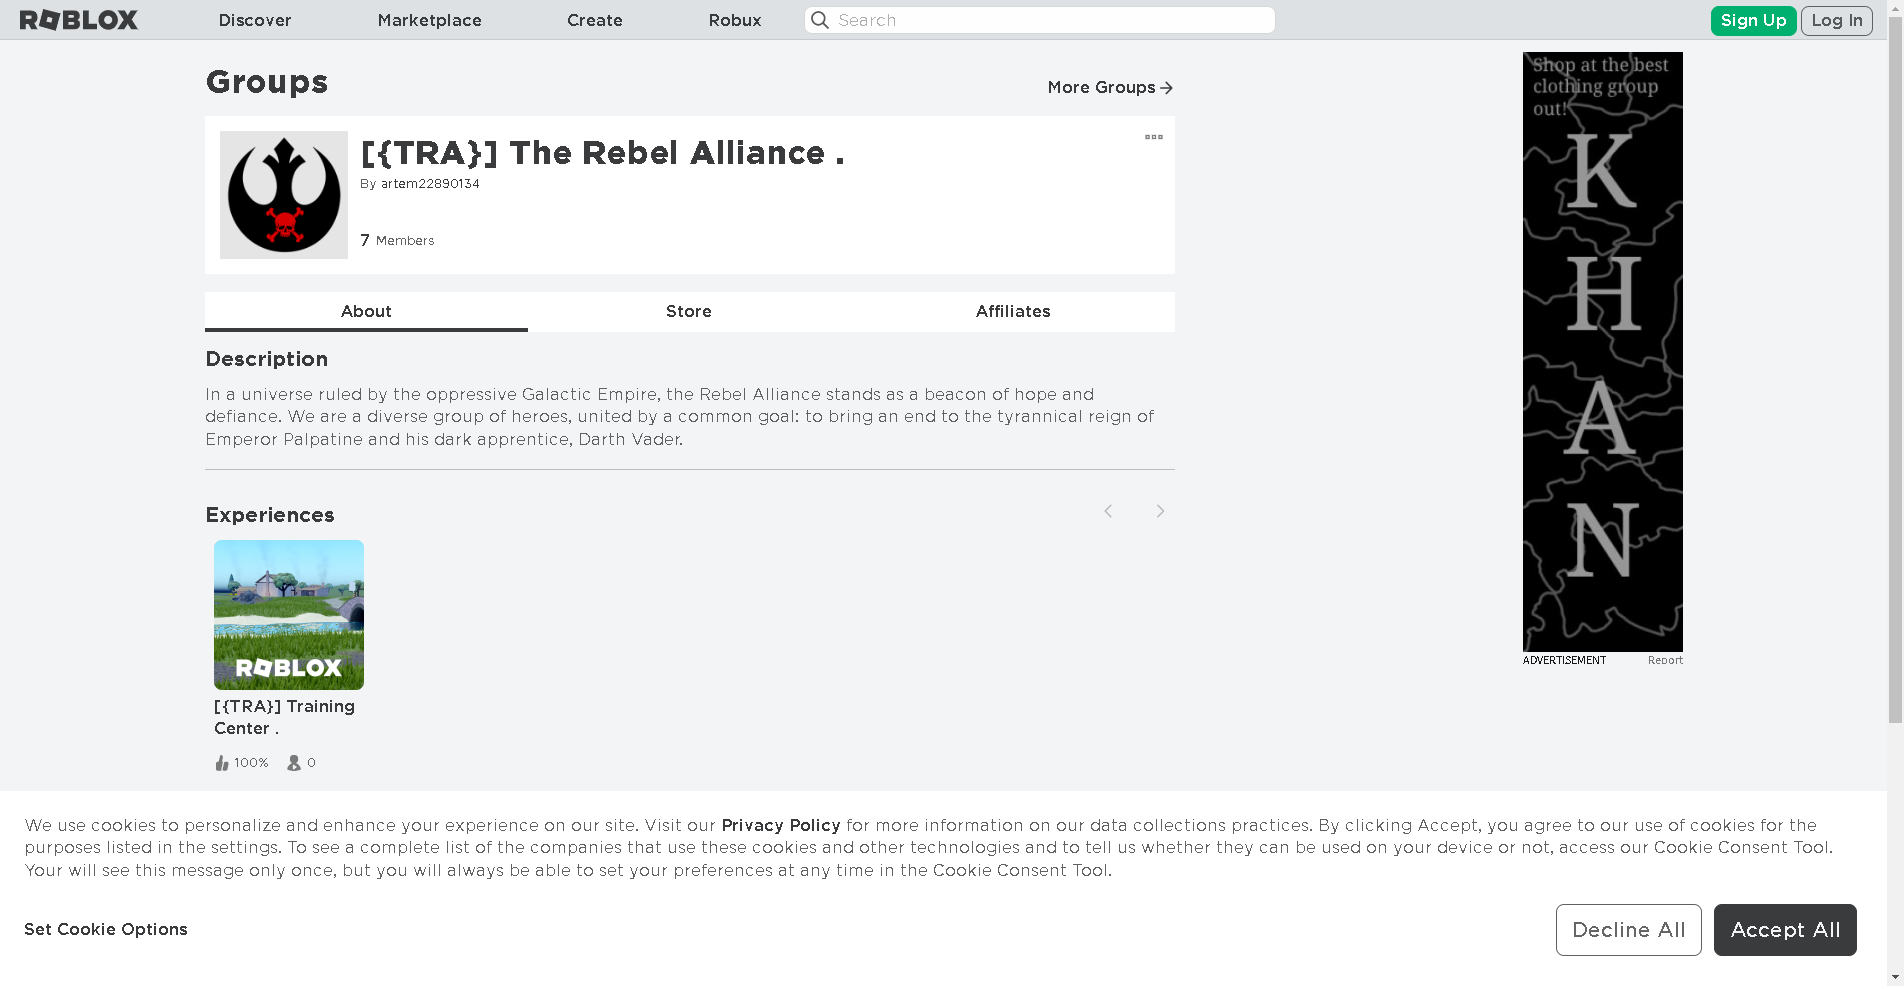 ROBLOX
Discover
Marketplace
Create
Robux
Search
Sign Up
Log In
Groups
More Groups
[{TRA}] The Rebel Alliance .
By artem22890134
7 Members
About
Store
Affiliates
Description
In a universe ruled by the oppressive Galactic Empire, the Rebel Alliance stands as a beacon of hope and
defiance. We are a diverse group of heroes, united by a common goal: to bring an end to the tyrannical reign of
Emperor Palpatine and his dark apprentice, Darth Vader.
Experiences
ROBLOX
[{TRA}] Training
Center .
100%
0
Shop at the best
clothing group
out!
K
H
A
N
ADVERTISEMENT
Report
We use cookies to personalize and enhance your experience on our site. Visit our Privacy Policy for more information on our data collections practices. By clicking Accept, you agree to our use of cookies for the
purposes listed in the settings. To see a complete list of the companies that use these cookies and other technologies and to tell us whether they can be used on your device or not, access our Cookie Consent Tool.
Your will see this message only once, but you will always be able to set your preferences at any time in the Cookie Consent Tool.
Set Cookie Options
Decline All
Accept All